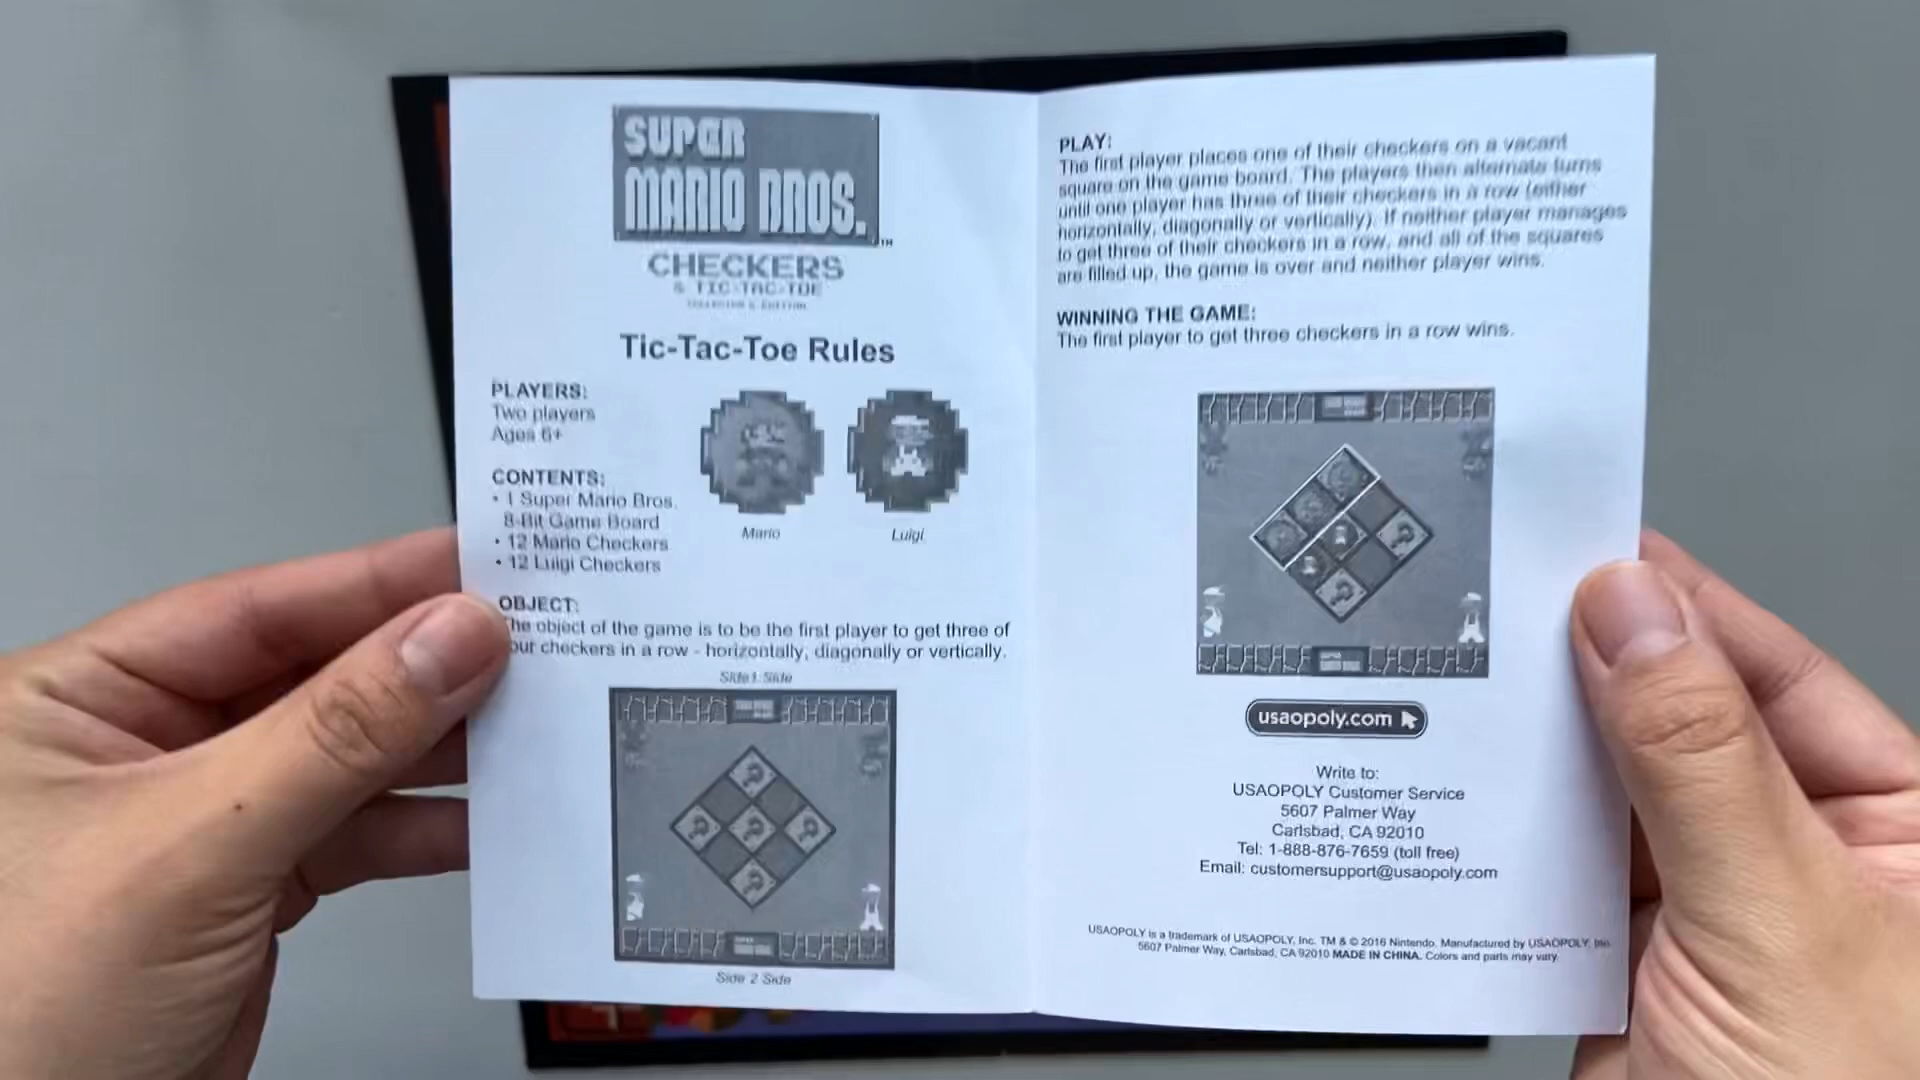 SUPER
MARIO BROS.
TM
CHECKERS
& TIC-TAC-TOE
COLLECTOR'S EDITION
Tic-Tac-Toe Rules
PLAYERS:
Two players
Ages 6+
CONTENTS:
• 1 Super Mario Bros.
8-Bit Game Board
• 12 Mario Checkers
• 12 Luigi Checkers
Mario
Luigi
OBJECT:
The object of the game is to be the first player to get three of
our checkers in a row - horizontally, diagonally or vertically.
Side 1 Side
Side 2 Side
PLAY:
The first player places one of their checkers on a vacant
square on the game board. The players then alternate turns
until one player has three of their checkers in a row (either
horizontally, diagonally or vertically). If neither player manages
to get three of their checkers in a row, and all of the squares
are filled up, the game is over and neither player wins.
WINNING THE GAME:
The first player to get three checkers in a row wins.
usaopoly.com
Write to:
USAOPOLY Customer Service
5607 Palmer Way
Carlsbad, CA 92010
Tel: 1-888-876-7659 (toll free)
Email: customersupport@usaopoly.com
USAOPOLY is a trademark of USAOPOLY, Inc. TM & © 2016 Nintendo. Manufactured by USAOPOLY, Inc.
5607 Palmer Way, Carlsbad, CA 92010 MADE IN CHINA. Colors and parts may vary.